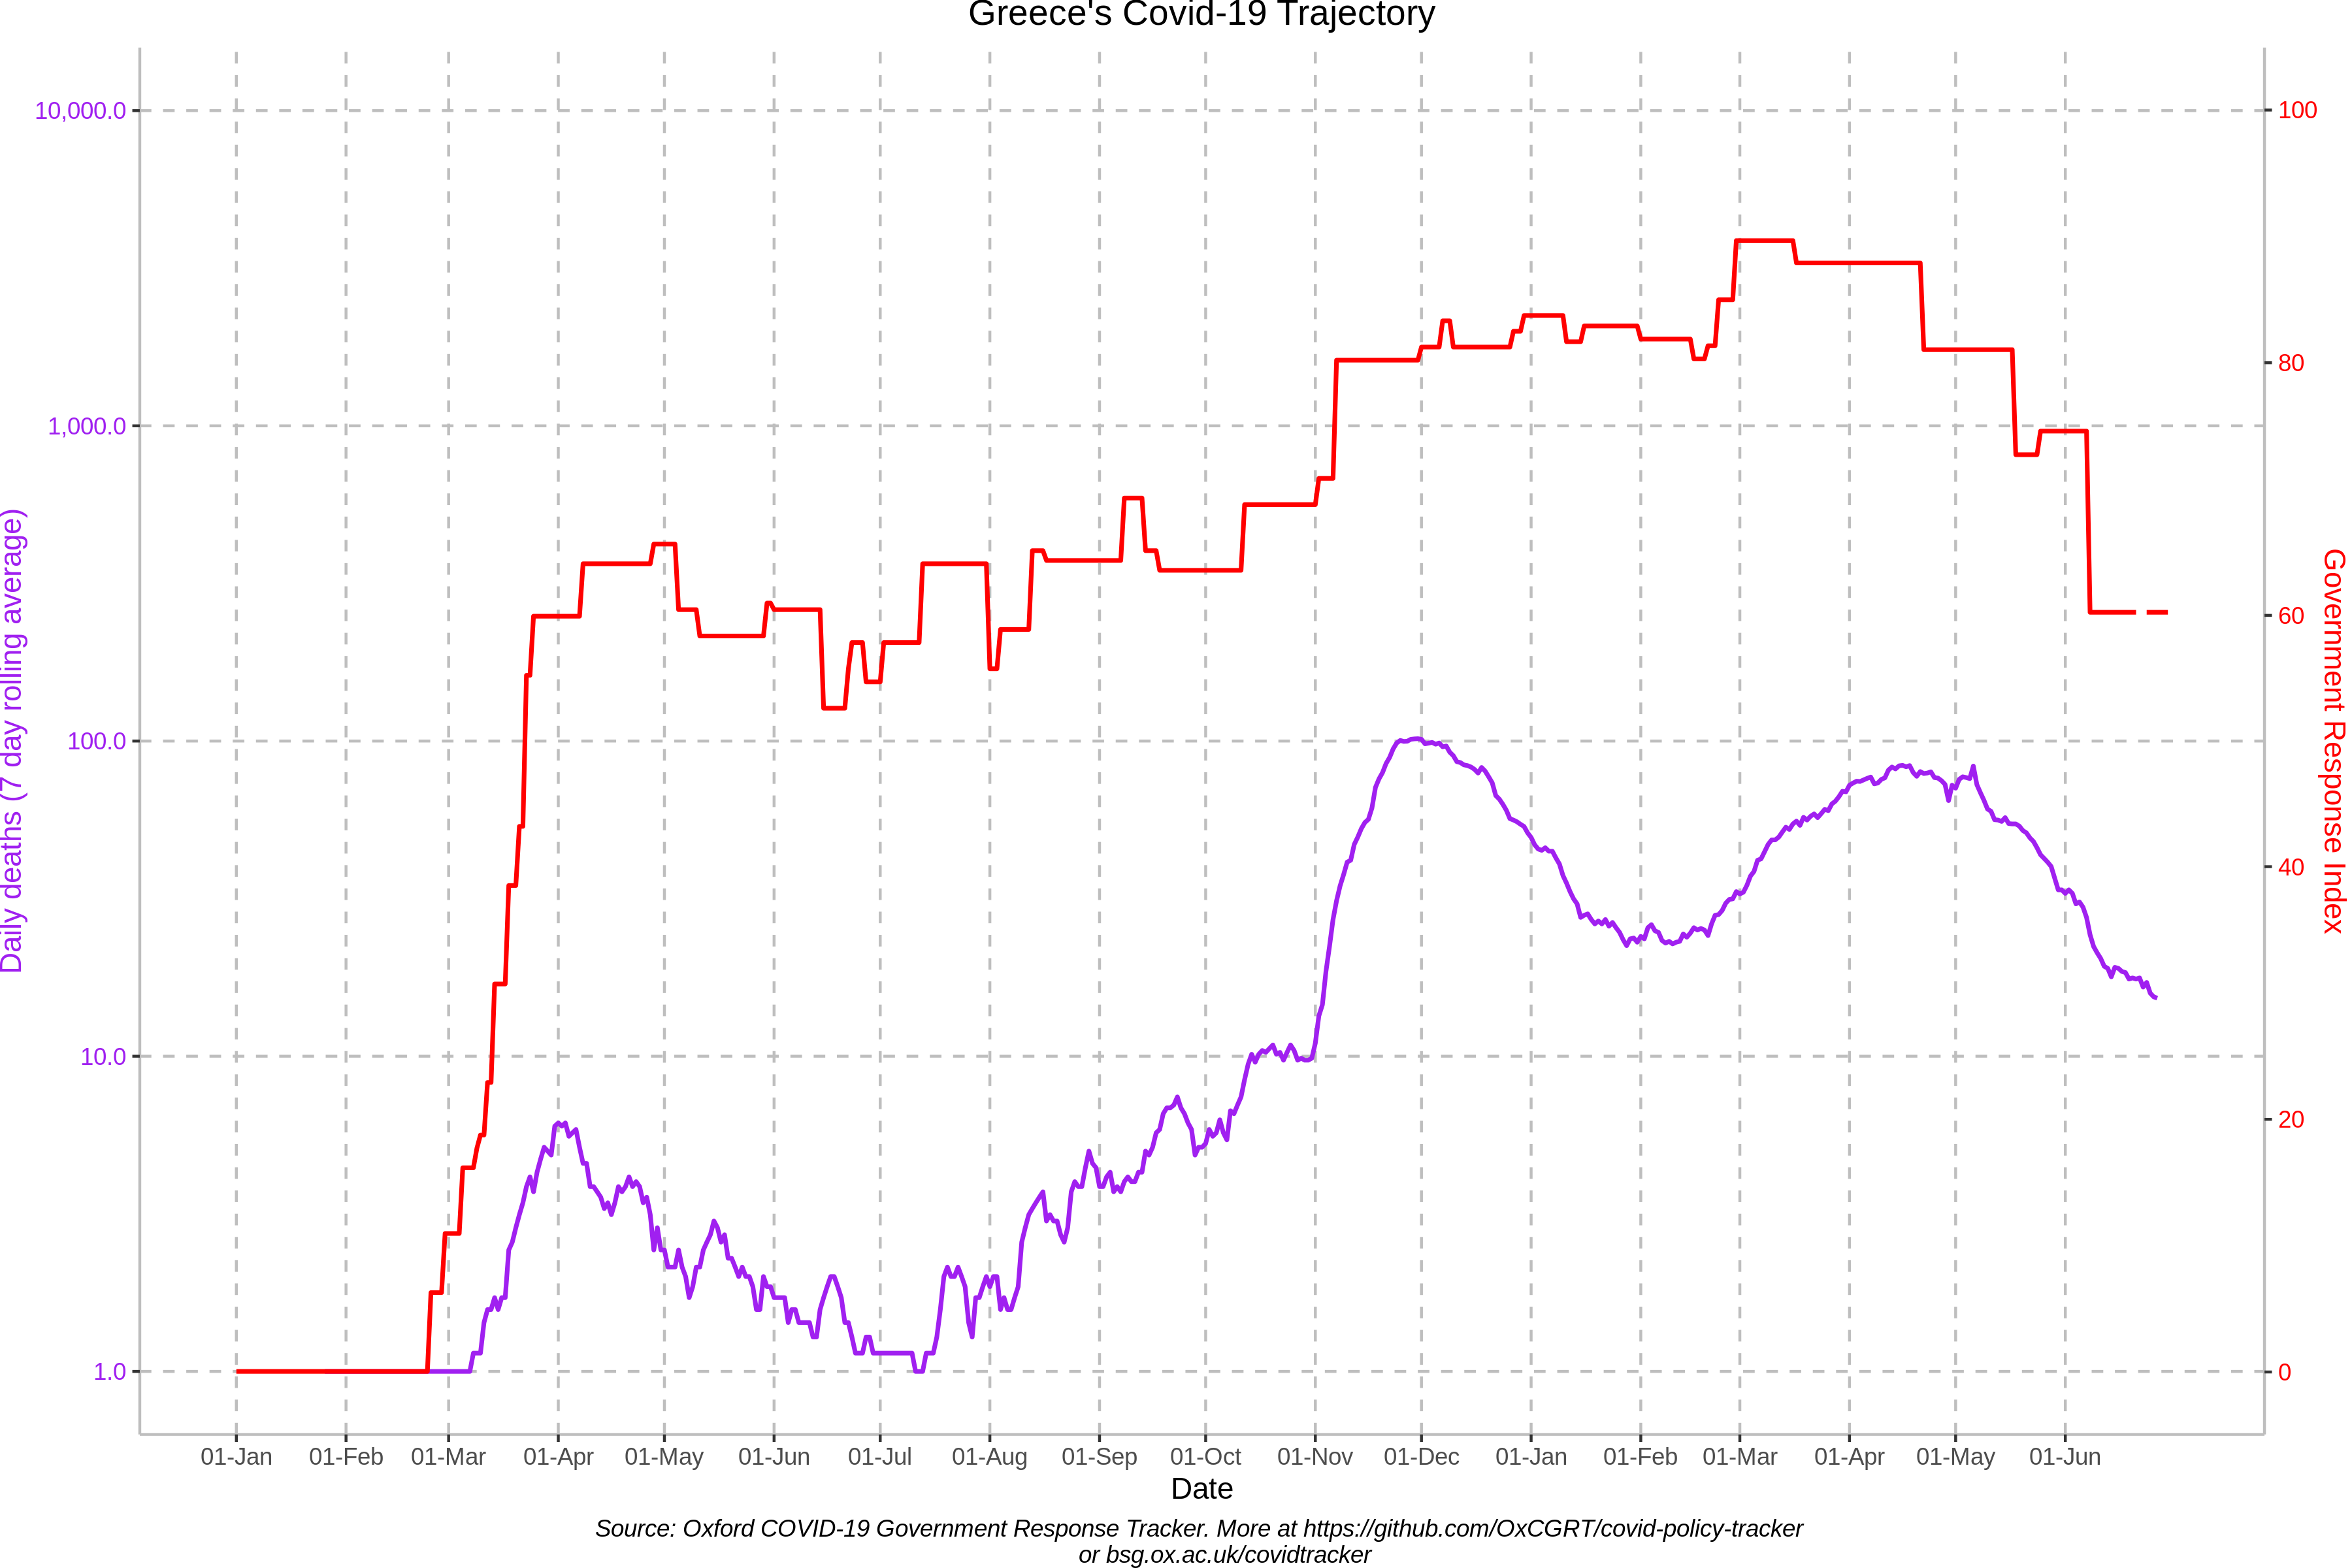 Greece's Covid-19 Trajectory
10,000.0
1,000.0
100.0
10.0
1.0
Daily deaths (7 day rolling average)
100
80
60
40
20
0
Government Response Index
01-Jan 01-Feb 01-Mar 01-Apr 01-May 01-Jun 01-Jul 01-Aug 01-Sep 01-Oct 01-Nov 01-Dec 01-Jan 01-Feb 01-Mar 01-Apr 01-May 01-Jun
Date
Source: Oxford COVID-19 Government Response Tracker. More at https://github.com/OxCGRT/covid-policy-tracker
or bsg.ox.ac.uk/covidtracker